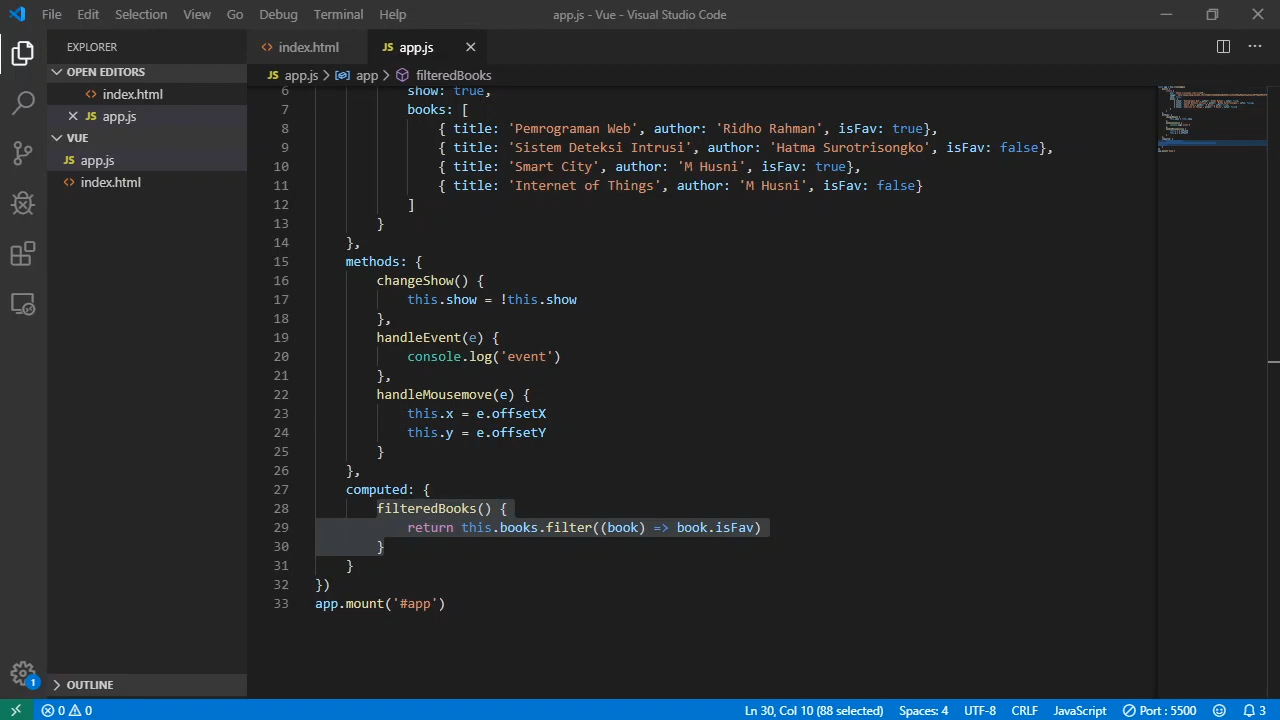 File Edit Selection View Go Debug Terminal Help app.js - Vue - Visual Studio Code
EXPLORER
OPEN EDITORS
index.html
app.js
VUE
app.js
index.html
OUTLINE
index.html app.js
app.js > app > filteredBooks
6 show: true,
7 books: [
8 { title: 'Pemrograman Web', author: 'Ridho Rahman', isFav: true},
9 { title: 'Sistem Deteksi Intrusi', author: 'Hatma Surotrisongko', isFav: false},
10 { title: 'Smart City', author: 'M Husni', isFav: true},
11 { title: 'Internet of Things', author: 'M Husni', isFav: false}
12 ]
13 }
14 },
15 methods: {
16 changeShow() {
17 this.show = !this.show
18 },
19 handleEvent(e) {
20 console.log('event')
21 },
22 handleMousemove(e) {
23 this.x = e.offsetX
24 this.y = e.offsetY
25 }
26 },
27 computed: {
28 filteredBooks() {
29 return this.books.filter((book) => book.isFav)
30 }
31 }
32 })
33 app.mount('#app')
1
0 0 Ln 30, Col 10 (88 selected) Spaces: 4 UTF-8 CRLF JavaScript Port : 5500 3